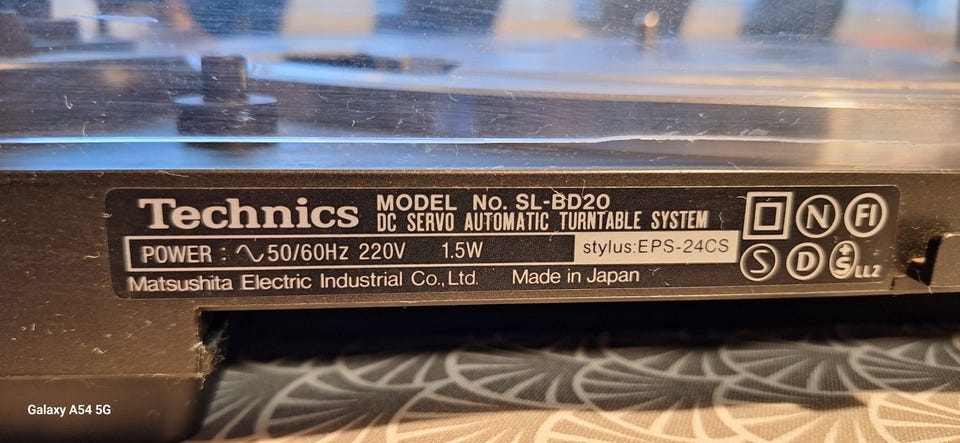 Technics MODEL No. SL-BD20
DC SERVO AUTOMATIC TURNTABLE SYSTEM
POWER : ∿ 50/60Hz 220V 1.5W stylus:EPS-24CS
Matsushita Electric Industrial Co., Ltd. Made in Japan
N FI
S D S LL2
Galaxy A54 5G